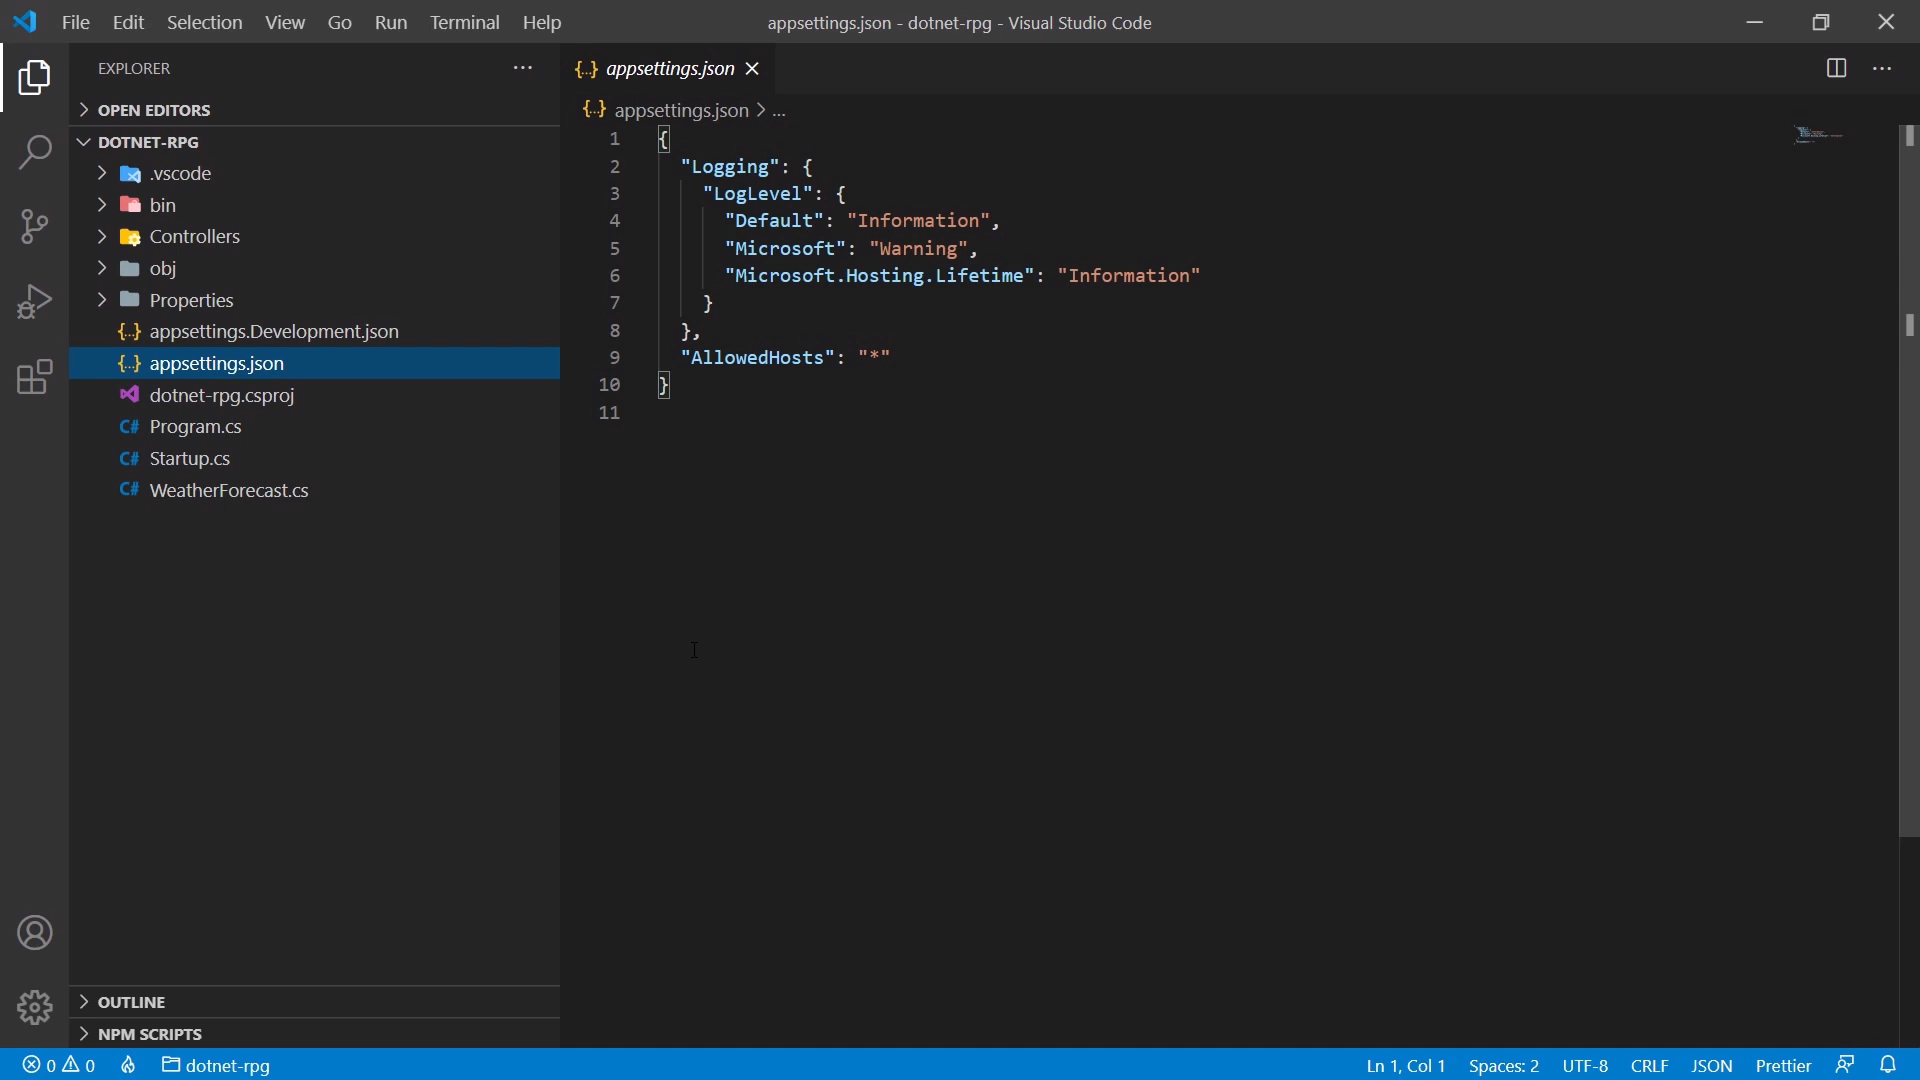 File Edit Selection View Go Run Terminal Help
appsettings.json - dotnet-rpg - Visual Studio Code
EXPLORER
OPEN EDITORS
DOTNET-RPG
.vscode
bin
Controllers
obj
Properties
{..} appsettings.Development.json
{..} appsettings.json
dotnet-rpg.csproj
C# Program.cs
C# Startup.cs
C# WeatherForecast.cs
OUTLINE
NPM SCRIPTS
{..} appsettings.json
{..} appsettings.json > ...
1 {
2 "Logging": {
3 "LogLevel": {
4 "Default": "Information",
5 "Microsoft": "Warning",
6 "Microsoft.Hosting.Lifetime": "Information"
7 }
8 },
9 "AllowedHosts": "*"
10 }
11
0 0 dotnet-rpg
Ln 1, Col 1 Spaces: 2 UTF-8 CRLF JSON Prettier